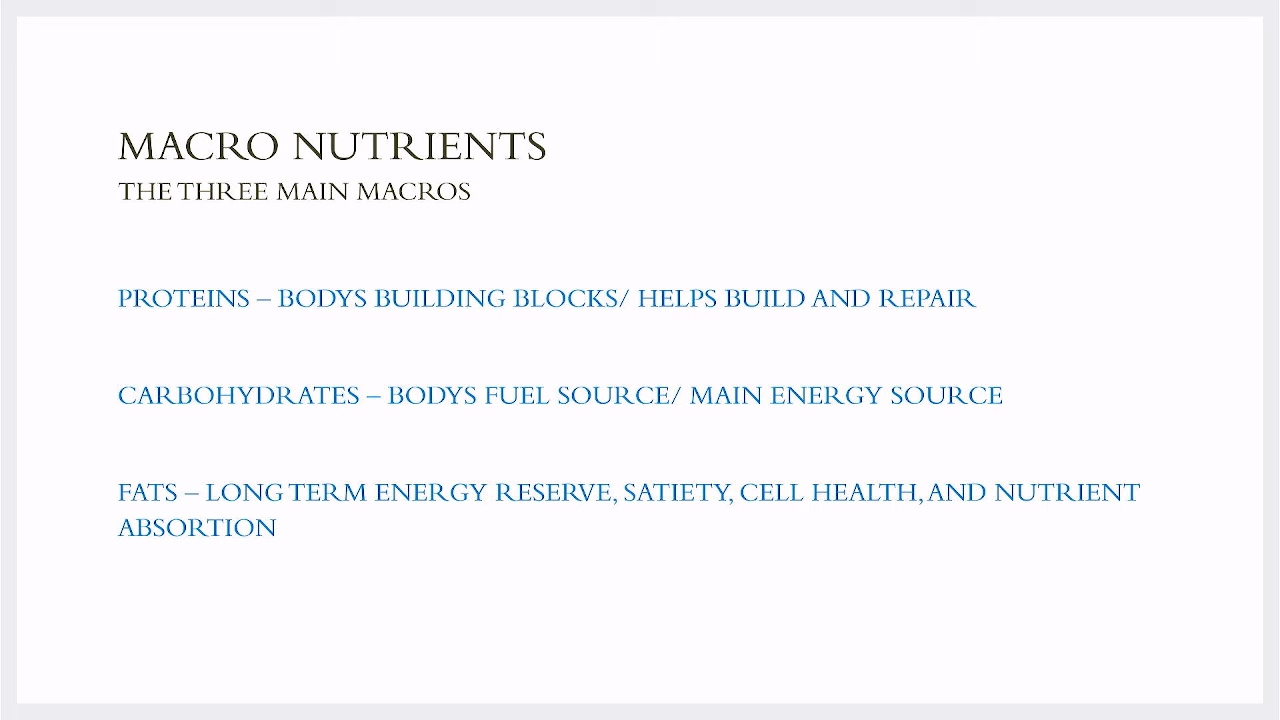 MACRO NUTRIENTS
THE THREE MAIN MACROS
PROTEINS – BODYS BUILDING BLOCKS/ HELPS BUILD AND REPAIR
CARBOHYDRATES – BODYS FUEL SOURCE/ MAIN ENERGY SOURCE
FATS – LONG TERM ENERGY RESERVE, SATIETY, CELL HEALTH, AND NUTRIENT
ABSORTION